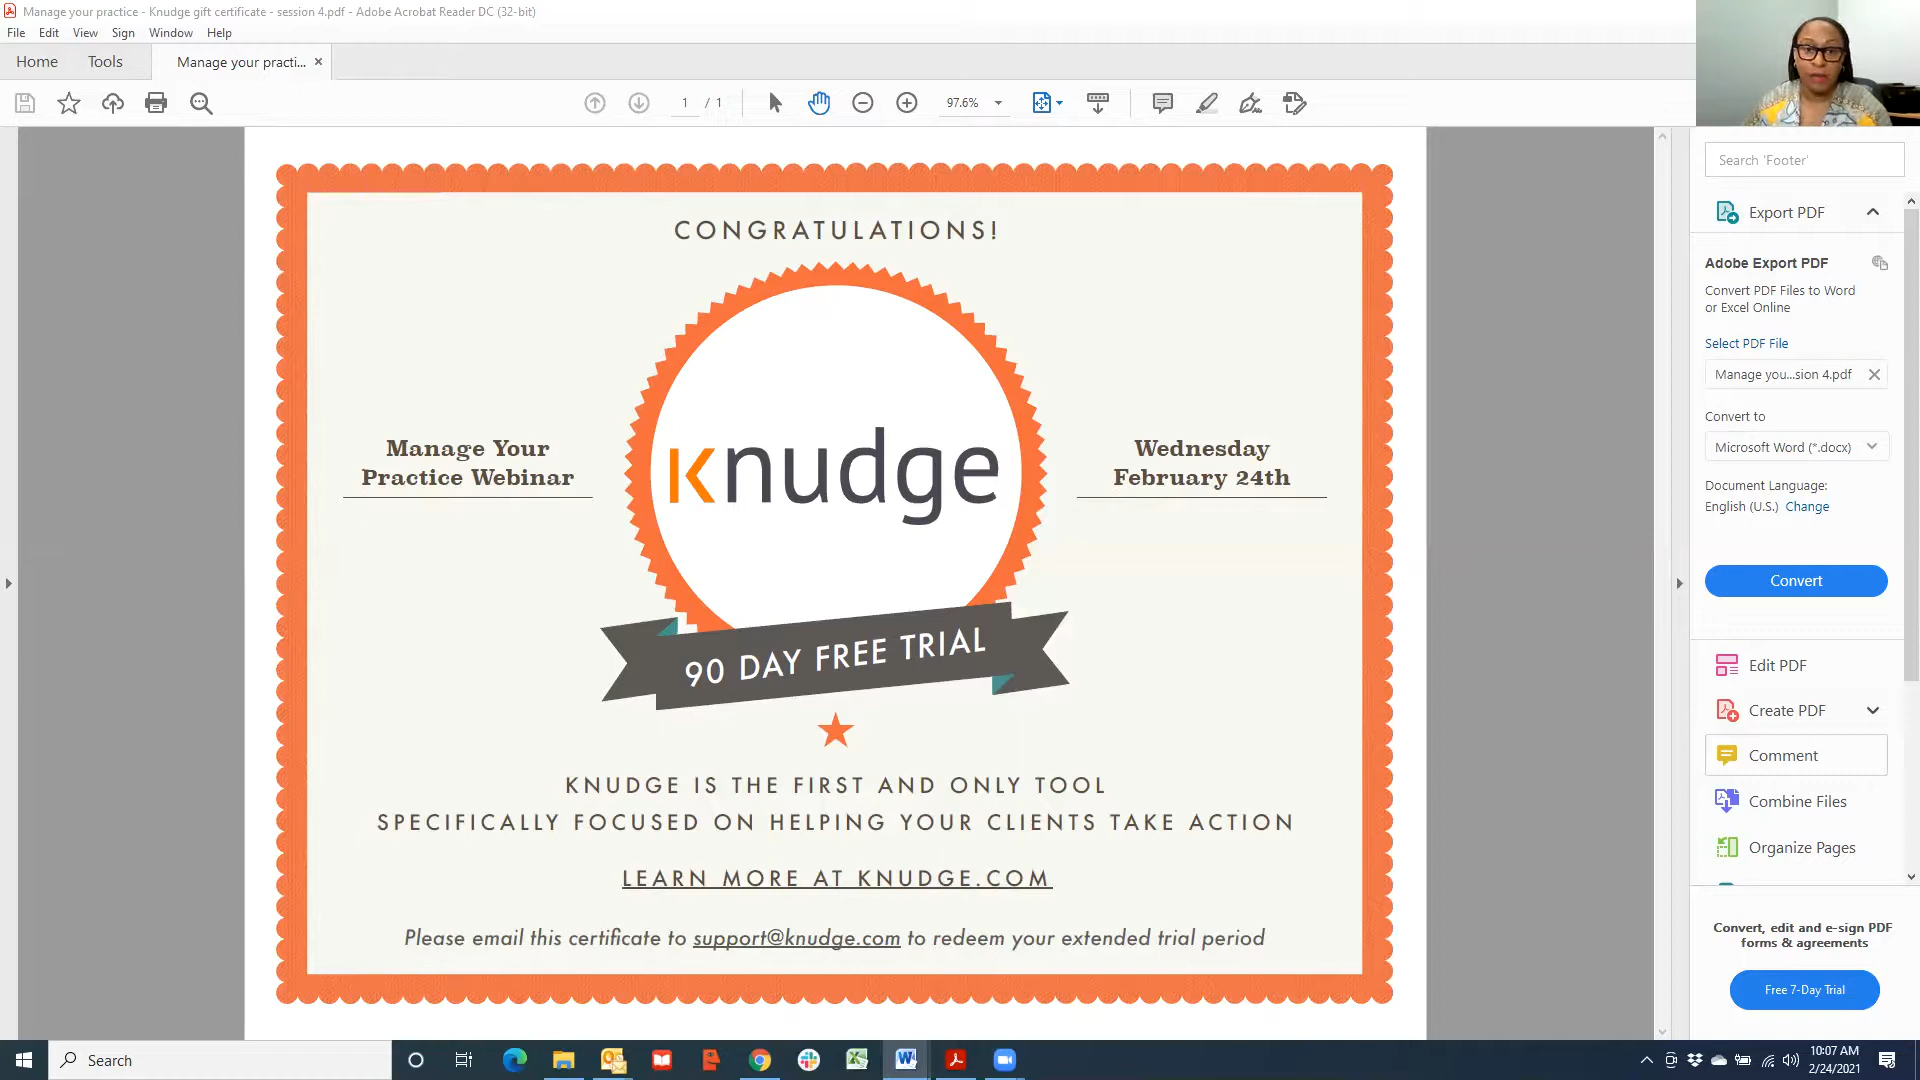 Manage your practice - Knudge gift certificate - session 4.pdf - Adobe Acrobat Reader DC (32-bit)
File Edit View Sign Window Help
Home Tools Manage your practi... ×
1 / 1 97.6%
Search 'Footer'
Export PDF
Adobe Export PDF
Convert PDF Files to Word
or Excel Online
Select PDF File
Manage you...sion 4.pdf
Convert to
Microsoft Word (*.docx)
Document Language:
English (U.S.) Change
Convert
Edit PDF
Create PDF
Comment
Combine Files
Organize Pages
Convert, edit and e-sign PDF
forms & agreements
Free 7-Day Trial
CONGRATULATIONS!
Manage Your
Practice Webinar
knudge
Wednesday
February 24th
90 DAY FREE TRIAL
KNUDGE IS THE FIRST AND ONLY TOOL
SPECIFICALLY FOCUSED ON HELPING YOUR CLIENTS TAKE ACTION
LEARN MORE AT KNUDGE.COM
Please email this certificate to support@knudge.com to redeem your extended trial period
Search
10:07 AM
2/24/2021